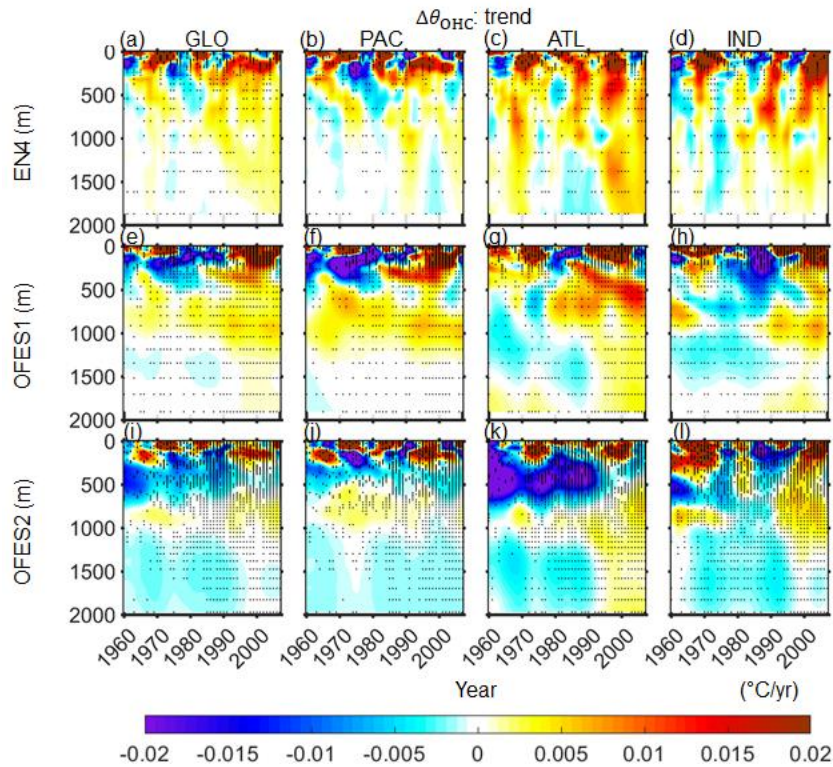 Δθ_OHC: trend
(a) GLO (b) PAC (c) ATL (d) IND
0
500
1000
1500
2000
EN4 (m)
(e) (f) (g) (h)
0
500
1000
1500
2000
OFES1 (m)
(i) (j) (k) (l)
0
500
1000
1500
2000
OFES2 (m)
1960 1970 1980 1990 2000 1960 1970 1980 1990 2000 1960 1970 1980 1990 2000 1960 1970 1980 1990 2000
Year (°C/yr)
-0.02 -0.015 -0.01 -0.005 0 0.005 0.01 0.015 0.02